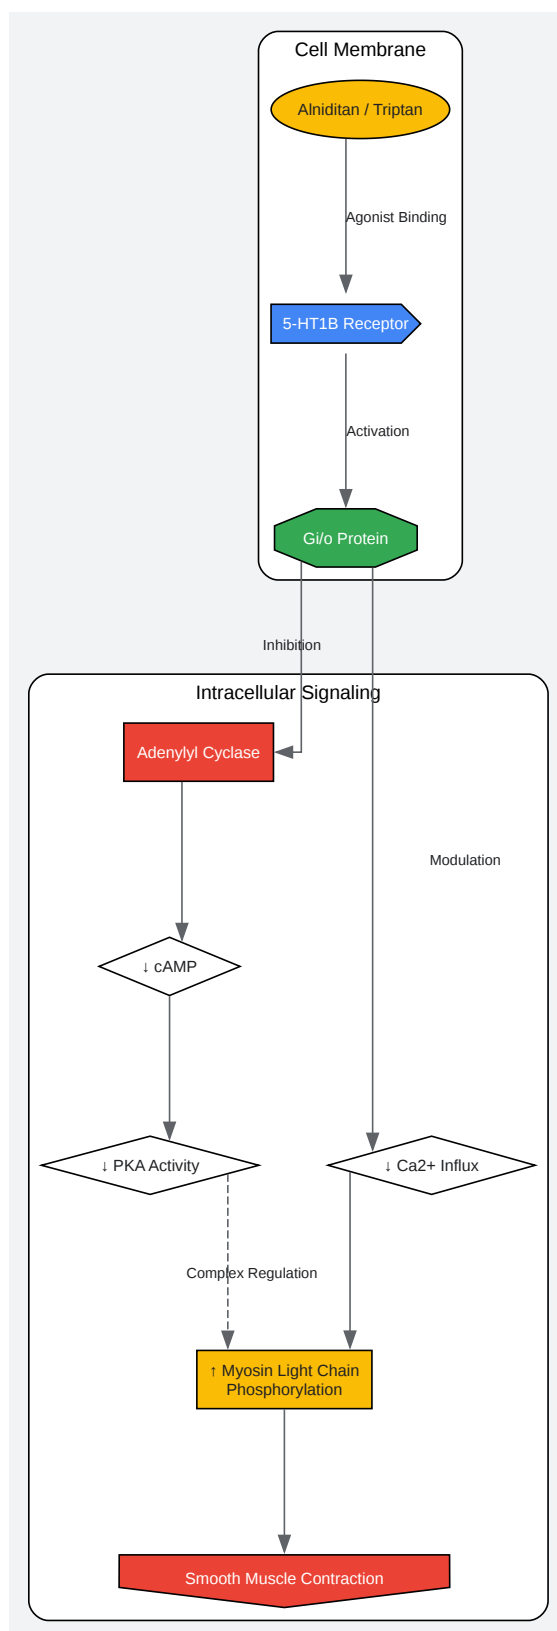 Cell Membrane
Alniditan / Triptan
Agonist Binding
5-HT1B Receptor
Activation
Gi/o Protein
Inhibition
Intracellular Signaling
Adenylyl Cyclase
Modulation
↓ cAMP
↓ PKA Activity
↓ Ca2+ Influx
Complex Regulation
↑ Myosin Light Chain
Phosphorylation
Smooth Muscle Contraction